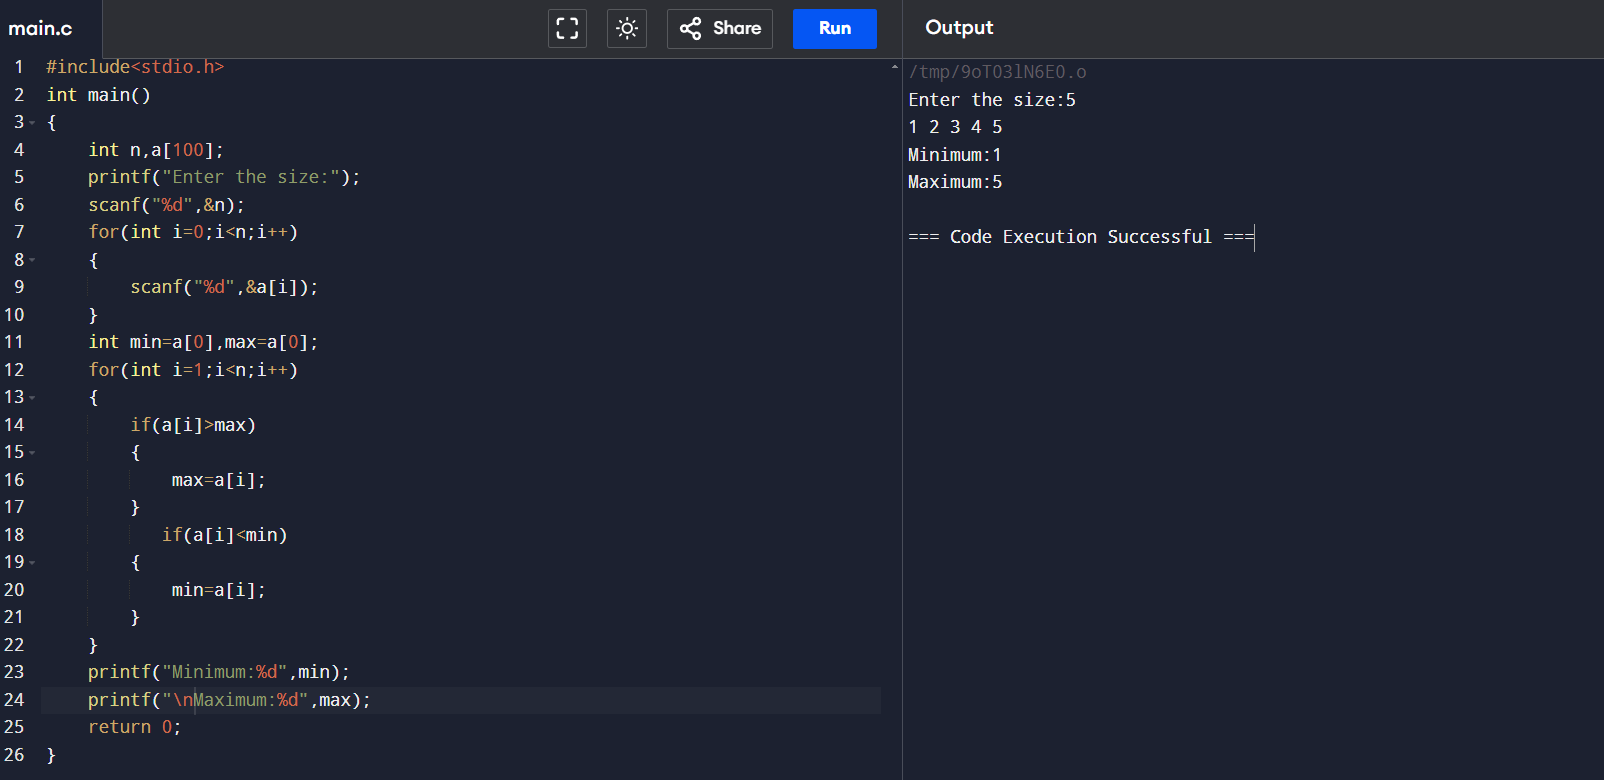 main.c
Share
Run
Output
1 #include<stdio.h>
2 int main()
3 {
4     int n,a[100];
5     printf("Enter the size:");
6     scanf("%d",&n);
7     for(int i=0;i<n;i++)
8     {
9         scanf("%d",&a[i]);
10     }
11     int min=a[0],max=a[0];
12     for(int i=1;i<n;i++)
13     {
14         if(a[i]>max)
15         {
16             max=a[i];
17         }
18            if(a[i]<min)
19         {
20             min=a[i];
21         }
22     }
23     printf("Minimum:%d",min);
24     printf("\nMaximum:%d",max);
25     return 0;
26 }
/tmp/9oTO3lN6EO.o
Enter the size:5
1 2 3 4 5
Minimum:1
Maximum:5
=== Code Execution Successful ===